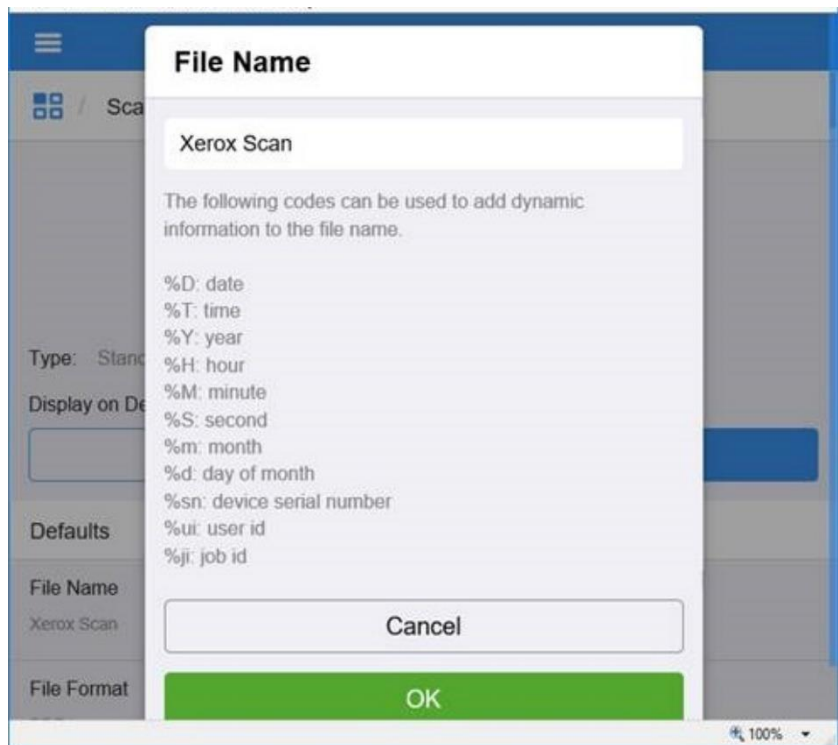 File Name
Sca
Xerox Scan
The following codes can be used to add dynamic
information to the file name.
%D: date
%T: time
%Y: year
%H: hour
%M: minute
%S: second
%m: month
%d: day of month
%sn: device serial number
%ui: user id
%ji: job id
Type: Stand
Display on De
Defaults
File Name
Xerox Scan
Cancel
File Format
OK
100%